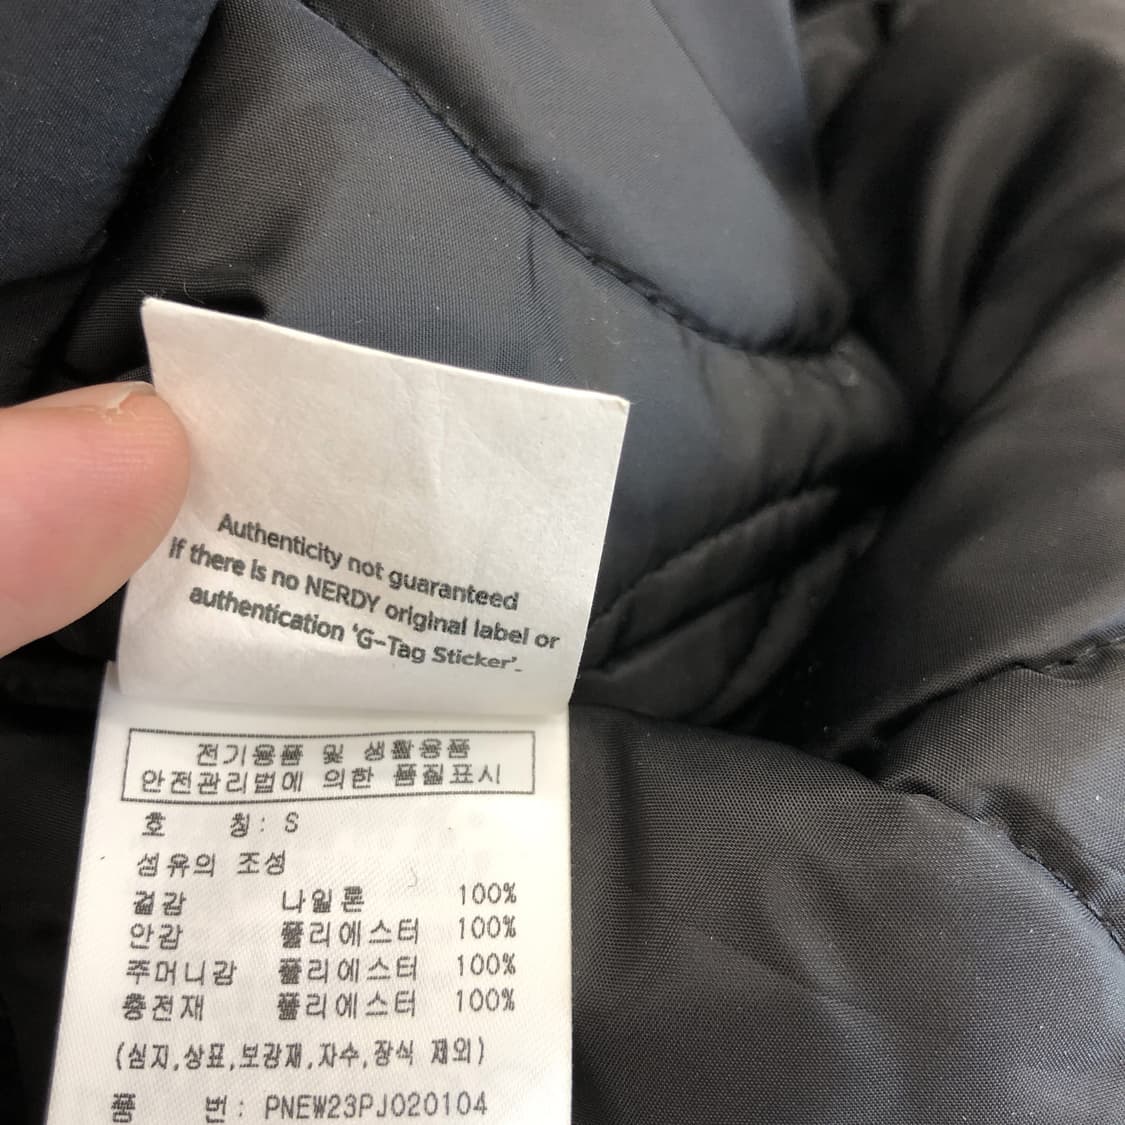 Authenticity not guaranteed
if there is no NERDY original label or
authentication ‘G-Tag Sticker’.
전기용품 및 생활용품
안전관리법에 의한 품질표시
호 칭: S
섬유의 조성
겉감 나일론 100%
안감 폴리에스터 100%
주머니감 폴리에스터 100%
충전재 폴리에스터 100%
(심지,상표,보강재,자수,장식 제외)
품 번: PNEW23PJ020104